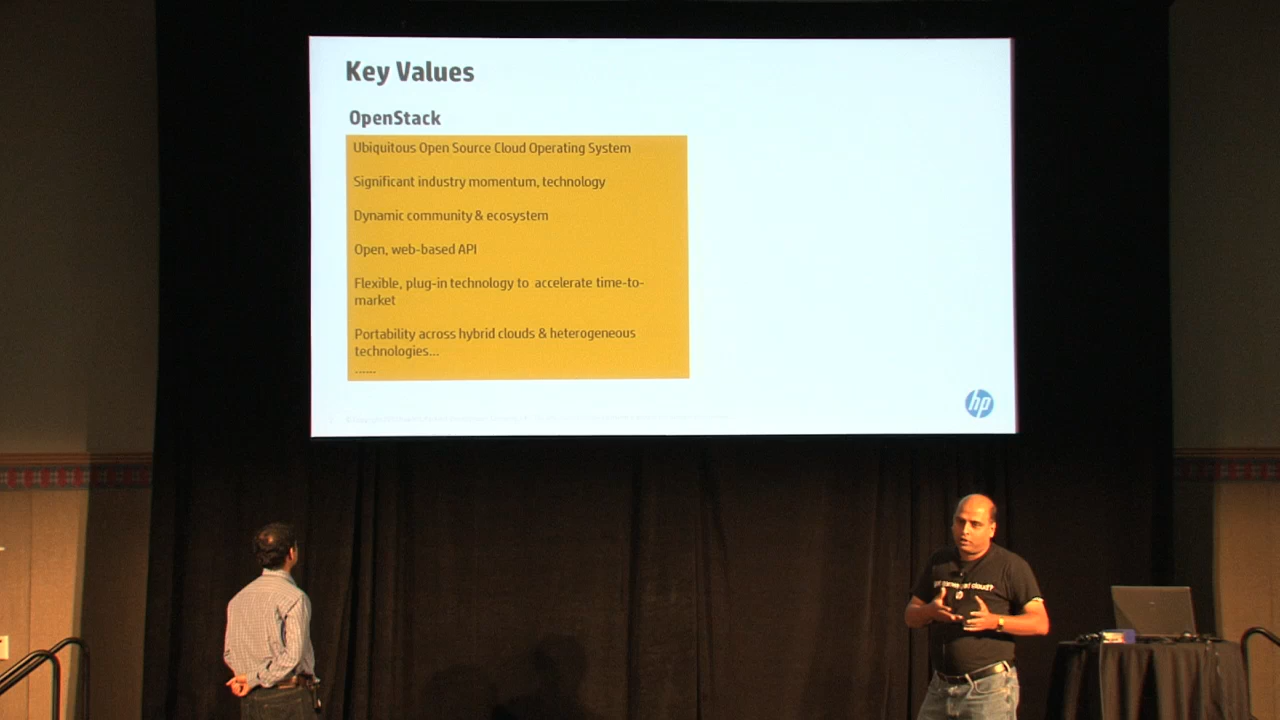 Key Values
OpenStack
Ubiquitous Open Source Cloud Operating System
Significant industry momentum, technology
Dynamic community & ecosystem
Open, web-based API
Flexible, plug-in technology to accelerate time-to-
market
Portability across hybrid clouds & heterogeneous
technologies...
......
hp
cloud?